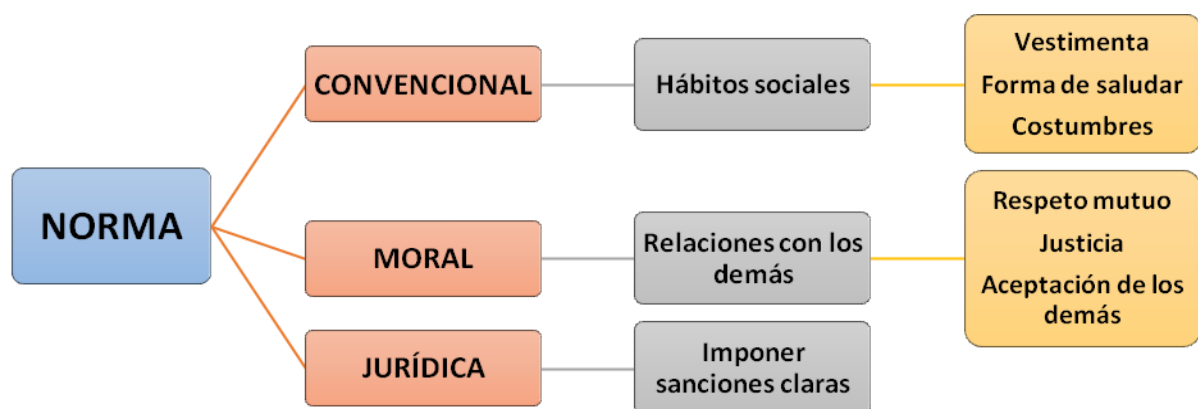 NORMA
CONVENCIONAL
Hábitos sociales
Vestimenta
Forma de saludar
Costumbres
MORAL
Relaciones con los
demás
Respeto mutuo
Justicia
Aceptación de los
demás
JURÍDICA
Imponer
sanciones claras